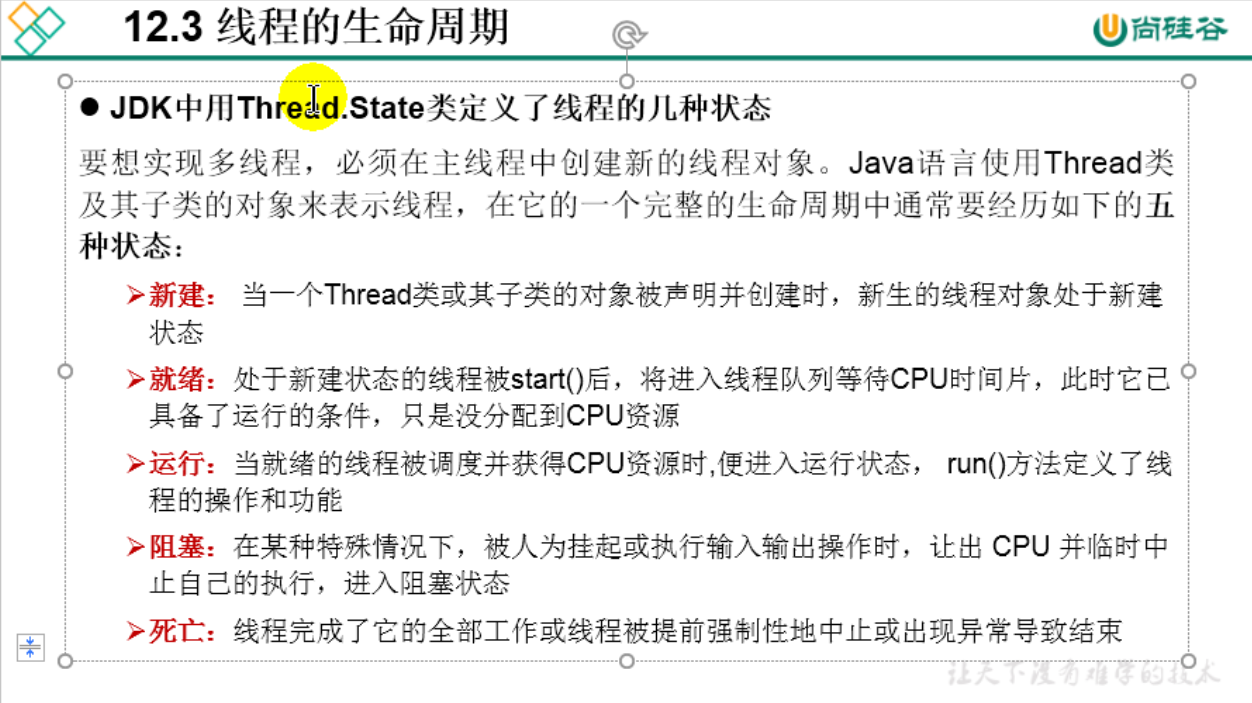 12.3 线程的生命周期
尚硅谷
● JDK中用Thread.State类定义了线程的几种状态
要想实现多线程，必须在主线程中创建新的线程对象。Java语言使用Thread类
及其子类的对象来表示线程，在它的一个完整的生命周期中通常要经历如下的五
种状态：
➢新建： 当一个Thread类或其子类的对象被声明并创建时，新生的线程对象处于新建
状态
➢就绪：处于新建状态的线程被start()后，将进入线程队列等待CPU时间片，此时它已
具备了运行的条件，只是没分配到CPU资源
➢运行：当就绪的线程被调度并获得CPU资源时,便进入运行状态， run()方法定义了线
程的操作和功能
➢阻塞：在某种特殊情况下，被人为挂起或执行输入输出操作时，让出 CPU 并临时中
止自己的执行，进入阻塞状态
➢死亡：线程完成了它的全部工作或线程被提前强制性地中止或出现异常导致结束
让天下没有难学的技术